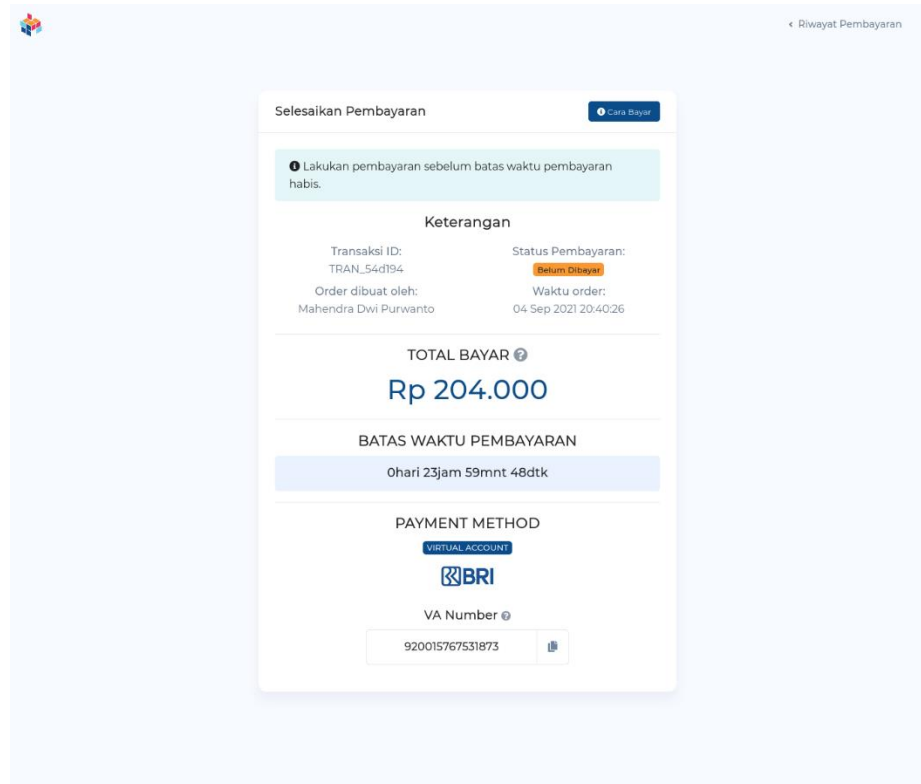 ‹ Riwayat Pembayaran
Selesaikan Pembayaran
Cara Bayar
Lakukan pembayaran sebelum batas waktu pembayaran
habis.
Keterangan
Transaksi ID:
TRAN_54d194
Status Pembayaran:
Belum Dibayar
Order dibuat oleh:
Mahendra Dwi Purwanto
Waktu order:
04 Sep 2021 20:40:26
TOTAL BAYAR
Rp 204.000
BATAS WAKTU PEMBAYARAN
0hari 23jam 59mnt 48dtk
PAYMENT METHOD
VIRTUAL ACCOUNT
BRI
VA Number
920015767531873